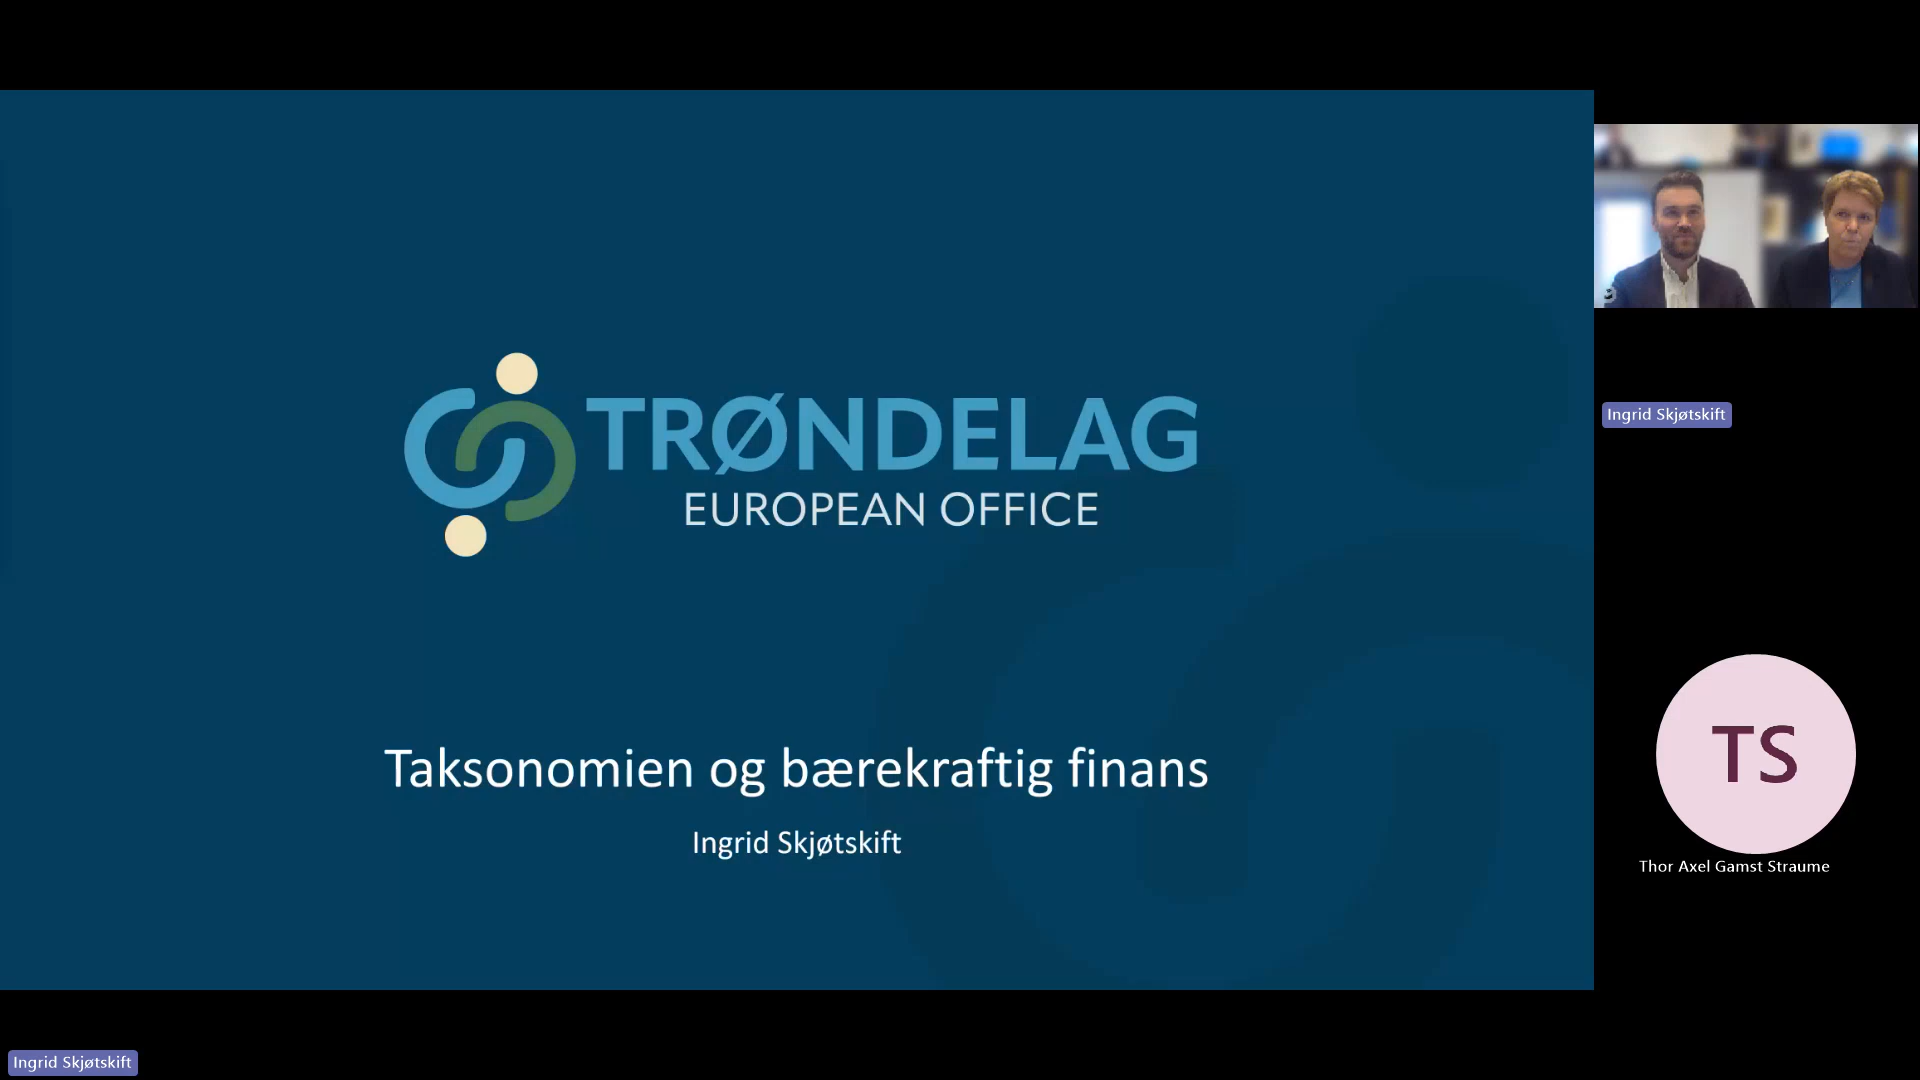 TRØNDELAG
EUROPEAN OFFICE
Taksonomien og bærekraftig finans
Ingrid Skjøtskift
Ingrid Skjøtskift
TS
Thor Axel Gamst Straume
Ingrid Skjøtskift